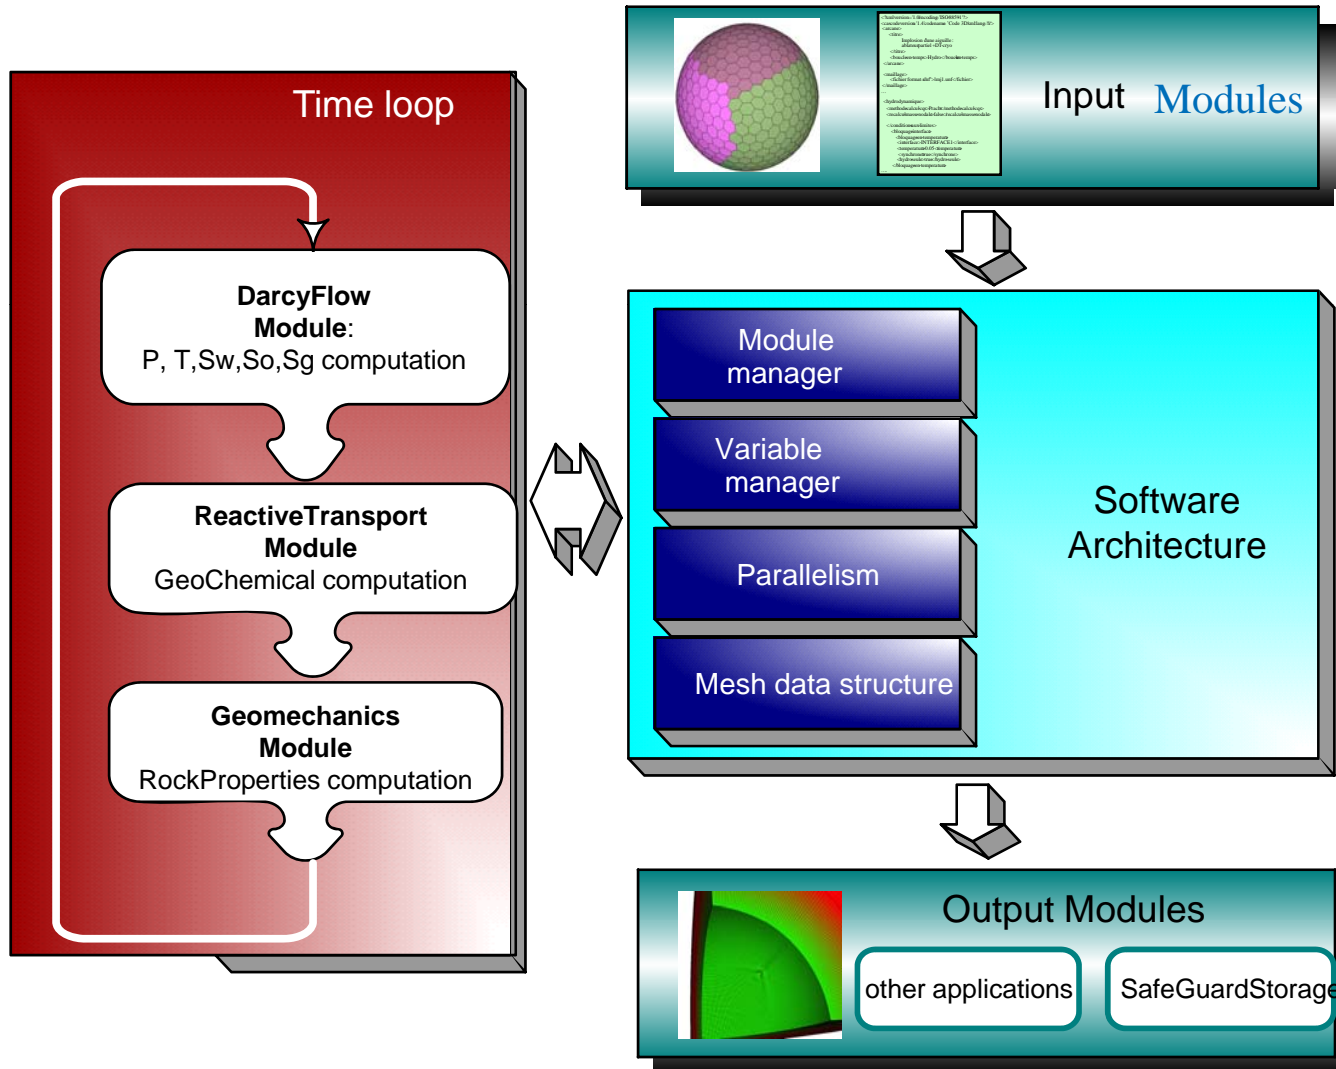 Time loop
DarcyFlow
Module:
P, T,Sw,So,Sg computation
ReactiveTransport
Module
GeoChemical computation
Geomechanics
Module
RockProperties computation
Input Modules
Module
manager
Variable
manager
Parallelism
Mesh data structure
Software
Architecture
Output Modules
other applications
SafeGuardStorage